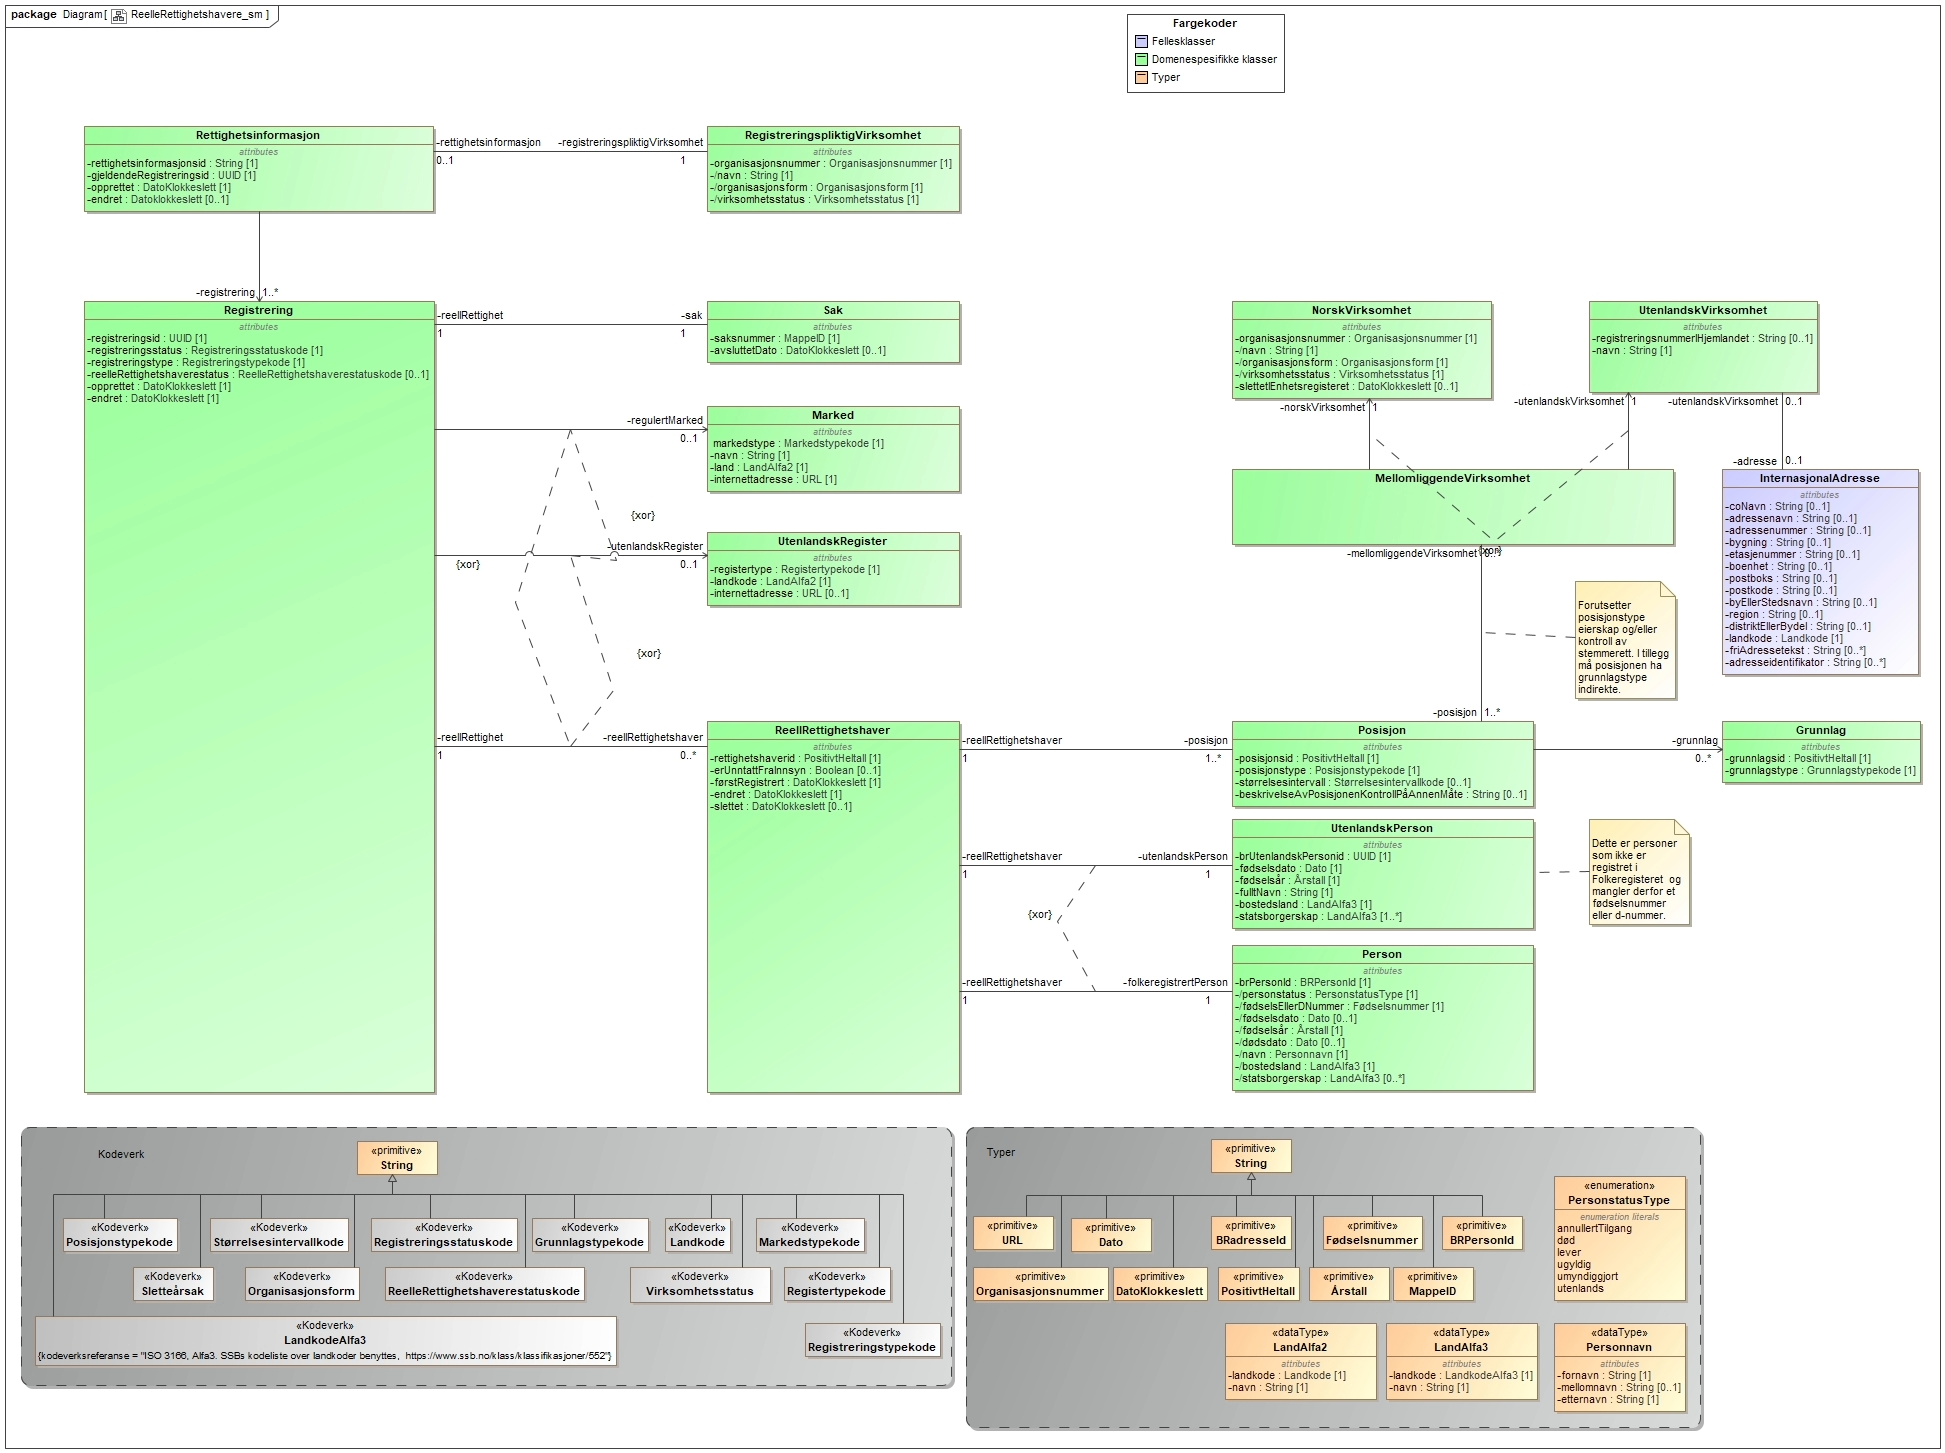 package Diagram[ ReelleRettighetshavere_sm ]
Fargekoder
Fellesklasser
Domenespesifikke klasser
Typer
Rettighetsinformasjon
attributes
-rettighetsinformasjonsid : String [1]
-gjeldendeRegistreringsid : UUID [1]
-opprettet : DatoKlokkeslett [1]
-endret : Datoklokkeslett [0..1]
-rettighetsinformasjon
0..1
-registreringspliktigVirksomhet
1
RegistreringspliktigVirksomhet
attributes
-organisasjonsnummer : Organisasjonsnummer [1]
-/navn : String [1]
-/organisasjonsform : Organisasjonsform [1]
-/virksomhetsstatus : Virksomhetsstatus [1]
-registrering
1..*
Registrering
attributes
-registreringsid : UUID [1]
-registreringsstatus : Registreringsstatuskode [1]
-registreringstype : Registreringstypekode [1]
-reelleRettighetshaverestatus : ReelleRettighetshaverestatuskode [0..1]
-opprettet : DatoKlokkeslett [1]
-endret : DatoKlokkeslett [1]
-reellRettighet
1
-sak
1
Sak
attributes
-saksnummer : MappeID [1]
-avsluttetDato : DatoKlokkeslett [0..1]
-regulertMarked
0..1
Marked
attributes
markedstype : Markedstypekode [1]
-navn : String [1]
-land : LandAlfa2 [1]
-internettadresse : URL [1]
{xor}
-utenlandskRegister
0..1
{xor}
UtenlandskRegister
attributes
-registertype : Registertypekode [1]
-landkode : LandAlfa2 [1]
-internettadresse : URL [0..1]
{xor}
-reellRettighet
1
-reellRettighetshaver
0..*
ReellRettighetshaver
attributes
-rettighetshaverid : PositivtHeltall [1]
-erUnntattFraInnsyn : Boolean [0..1]
-førstRegistrert : DatoKlokkeslett [1]
-endret : DatoKlokkeslett [1]
-slettet : DatoKlokkeslett [0..1]
NorskVirksomhet
attributes
-organisasjonsnummer : Organisasjonsnummer [1]
-/navn : String [1]
-/organisasjonsform : Organisasjonsform [1]
-/virksomhetsstatus : Virksomhetsstatus [1]
-slettetIEnhetsregisteret : DatoKlokkeslett [0..1]
UtenlandskVirksomhet
attributes
-registreringsnummerIHjemlandet : String [0..1]
-navn : String [1]
-norskVirksomhet
1
-utenlandskVirksomhet
1
-utenlandskVirksomhet
0..1
-adresse
0..1
MellomliggendeVirksomhet
InternasjonalAdresse
attributes
-coNavn : String [0..1]
-adressenavn : String [0..1]
-adressenummer : String [0..1]
-bygning : String [0..1]
-etasjenummer : String [0..1]
-boenhet : String [0..1]
-postboks : String [0..1]
-postkode : String [0..1]
-byEllerStedsnavn : String [0..1]
-region : String [0..1]
-distriktEllerBydel : String [0..1]
-landkode : Landkode [1]
-friAdressetekst : String [0..*]
-adresseidentifikator : String [0..*]
-mellomliggendeVirksomhet
{xor}
Forutsetter
posisjonstype
eierskap og/eller
kontroll av
stemmerett. I tillegg
må posisjonen ha
grunnlagstype
indirekte.
-posisjon
1..*
-reellRettighetshaver
1
-posisjon
1..*
Posisjon
attributes
-posisjonsid : PositivtHeltall [1]
-posisjonstype : Posisjonstypekode [1]
-størrelsesintervall : Størrelsesintervallkode [0..1]
-beskrivelseAvPosisjonenKontrollPåAnnenMåte : String [0..1]
-grunnlag
0..*
Grunnlag
attributes
-grunnlagsid : PositivtHeltall [1]
-grunnlagstype : Grunnlagstypekode [1]
-reellRettighetshaver
1
-utenlandskPerson
1
UtenlandskPerson
attributes
-brUtenlandskPersonid : UUID [1]
-fødselsdato : Dato [1]
-fødselsår : Årstall [1]
-fulltNavn : String [1]
-bostedsland : LandAlfa3 [1]
-statsborgerskap : LandAlfa3 [1..*]
Dette er personer
som ikke er
registret i
Folkeregisteret og
mangler derfor et
fødselsnummer
eller d-nummer.
{xor}
-reellRettighetshaver
1
-folkeregistrertPerson
1
Person
attributes
-brPersonId : BRPersonId [1]
-/personstatus : PersonstatusType [1]
-/fødselsEllerDNummer : Fødselsnummer [1]
-/fødselsdato : Dato [0..1]
-/fødselsår : Årstall [1]
-/dødsdato : Dato [0..1]
-/navn : Personnavn [1]
-/bostedsland : LandAlfa3 [1]
-/statsborgerskap : LandAlfa3 [0..*]
Kodeverk
«primitive»
String
«Kodeverk»
Posisjonstypekode
«Kodeverk»
Størrelsesintervallkode
«Kodeverk»
Registreringsstatuskode
«Kodeverk»
Grunnlagstypekode
«Kodeverk»
Landkode
«Kodeverk»
Markedstypekode
«Kodeverk»
Sletteårsak
«Kodeverk»
Organisasjonsform
«Kodeverk»
ReelleRettighetshaverestatuskode
«Kodeverk»
Virksomhetsstatus
«Kodeverk»
Registertypekode
«Kodeverk»
LandkodeAlfa3
{kodeverksreferanse = "ISO 3166, Alfa3. SSBs kodeliste over landkoder benyttes, https://www.ssb.no/klass/klassifikasjoner/552"}
«Kodeverk»
Registreringstypekode
Typer
«primitive»
String
«primitive»
URL
«primitive»
Dato
«primitive»
BRadresseId
«primitive»
Fødselsnummer
«primitive»
BRPersonId
«primitive»
Organisasjonsnummer
«primitive»
DatoKlokkeslett
«primitive»
PositivtHeltall
«primitive»
Årstall
«primitive»
MappeID
«enumeration»
PersonstatusType
enumeration literals
annullertTilgang
død
lever
ugyldig
umyndiggjort
utenlands
«dataType»
LandAlfa2
attributes
-landkode : Landkode [1]
-navn : String [1]
«dataType»
LandAlfa3
attributes
-landkode : LandkodeAlfa3 [1]
-navn : String [1]
«dataType»
Personnavn
attributes
-fornavn : String [1]
-mellomnavn : String [0..1]
-etternavn : String [1]